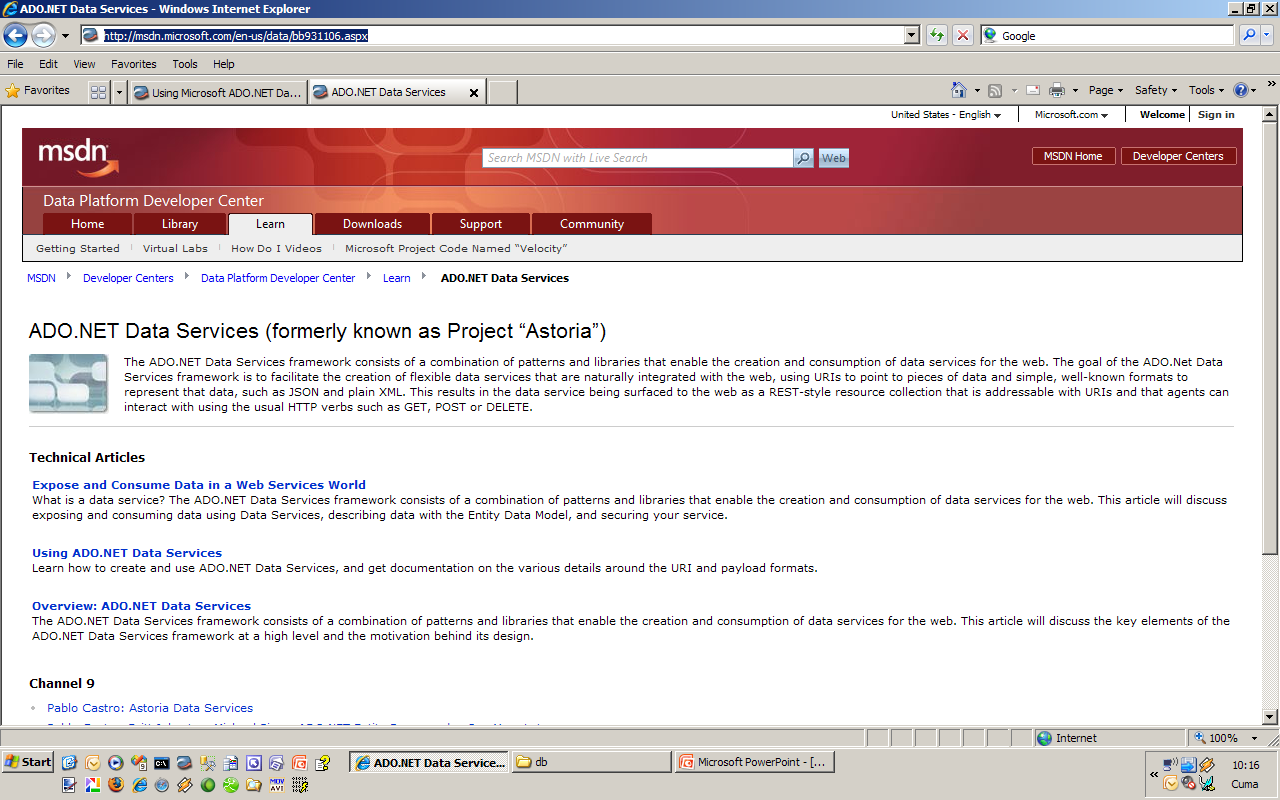 ADO.NET Data Services - Windows Internet Explorer
http://msdn.microsoft.com/en-us/data/bb931106.aspx
Google
File Edit View Favorites Tools Help
Favorites
Using Microsoft ADO.NET Da...
ADO.NET Data Services
Page Safety Tools
United States - English
Microsoft.com
Welcome
Sign in
msdn
Search MSDN with Live Search
Web
MSDN Home
Developer Centers
Data Platform Developer Center
Home Library Learn Downloads Support Community
Getting Started Virtual Labs How Do I Videos Microsoft Project Code Named “Velocity”
MSDN Developer Centers Data Platform Developer Center Learn ADO.NET Data Services
ADO.NET Data Services (formerly known as Project “Astoria”)
The ADO.NET Data Services framework consists of a combination of patterns and libraries that enable the creation and consumption of data services for the web. The goal of the ADO.Net Data
Services framework is to facilitate the creation of flexible data services that are naturally integrated with the web, using URIs to point to pieces of data and simple, well-known formats to
represent that data, such as JSON and plain XML. This results in the data service being surfaced to the web as a REST-style resource collection that is addressable with URIs and that agents can
interact with using the usual HTTP verbs such as GET, POST or DELETE.
Technical Articles
Expose and Consume Data in a Web Services World
What is a data service? The ADO.NET Data Services framework consists of a combination of patterns and libraries that enable the creation and consumption of data services for the web. This article will discuss
exposing and consuming data using Data Services, describing data with the Entity Data Model, and securing your service.
Using ADO.NET Data Services
Learn how to create and use ADO.NET Data Services, and get documentation on the various details around the URI and payload formats.
Overview: ADO.NET Data Services
The ADO.NET Data Services framework consists of a combination of patterns and libraries that enable the creation and consumption of data services for the web. This article will discuss the key elements of the
ADO.NET Data Services framework at a high level and the motivation behind its design.
Channel 9
Pablo Castro: Astoria Data Services
Internet
100%
Start
ADO.NET Data Service...
db
Microsoft PowerPoint - [...
10:16
Cuma